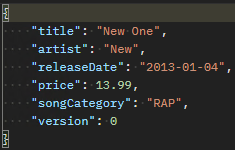 {
    "title": "New One",
    "artist": "New",
    "releaseDate": "2013-01-04",
    "price": 13.99,
    "songCategory": "RAP",
    "version": 0
}